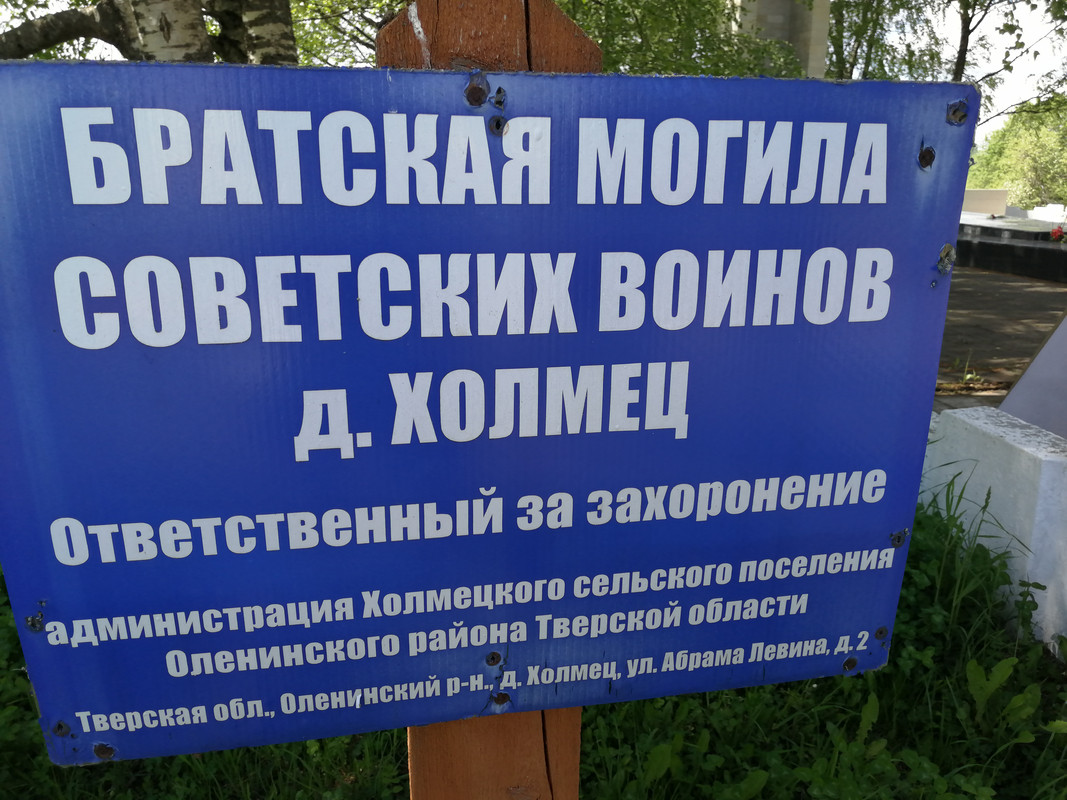 БРАТСКАЯ МОГИЛА
СОВЕТСКИХ ВОИНОВ
д. ХОЛМЕЦ
Ответственный за захоронение
администрация Холмецкого сельского поселения
Оленинского района Тверской области
Тверская обл., Оленинский р-н., д. Холмец, ул. Абрама Левина, д. 2